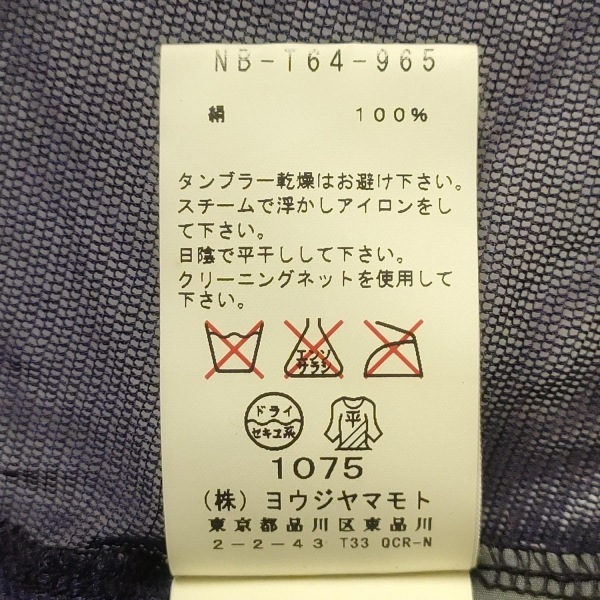 NB-T64-965
絹 100%
タンブラー乾燥はお避け下さい。
スチームで浮かしアイロンをし
て下さい。
日陰で平干しして下さい。
クリーニングネットを使用して
下さい。
エンソ
サラシ
ドライ
セキユ系
平
1075
(株)ヨウジヤマモト
東京都品川区東品川
2-2-43 T33 QCR-N